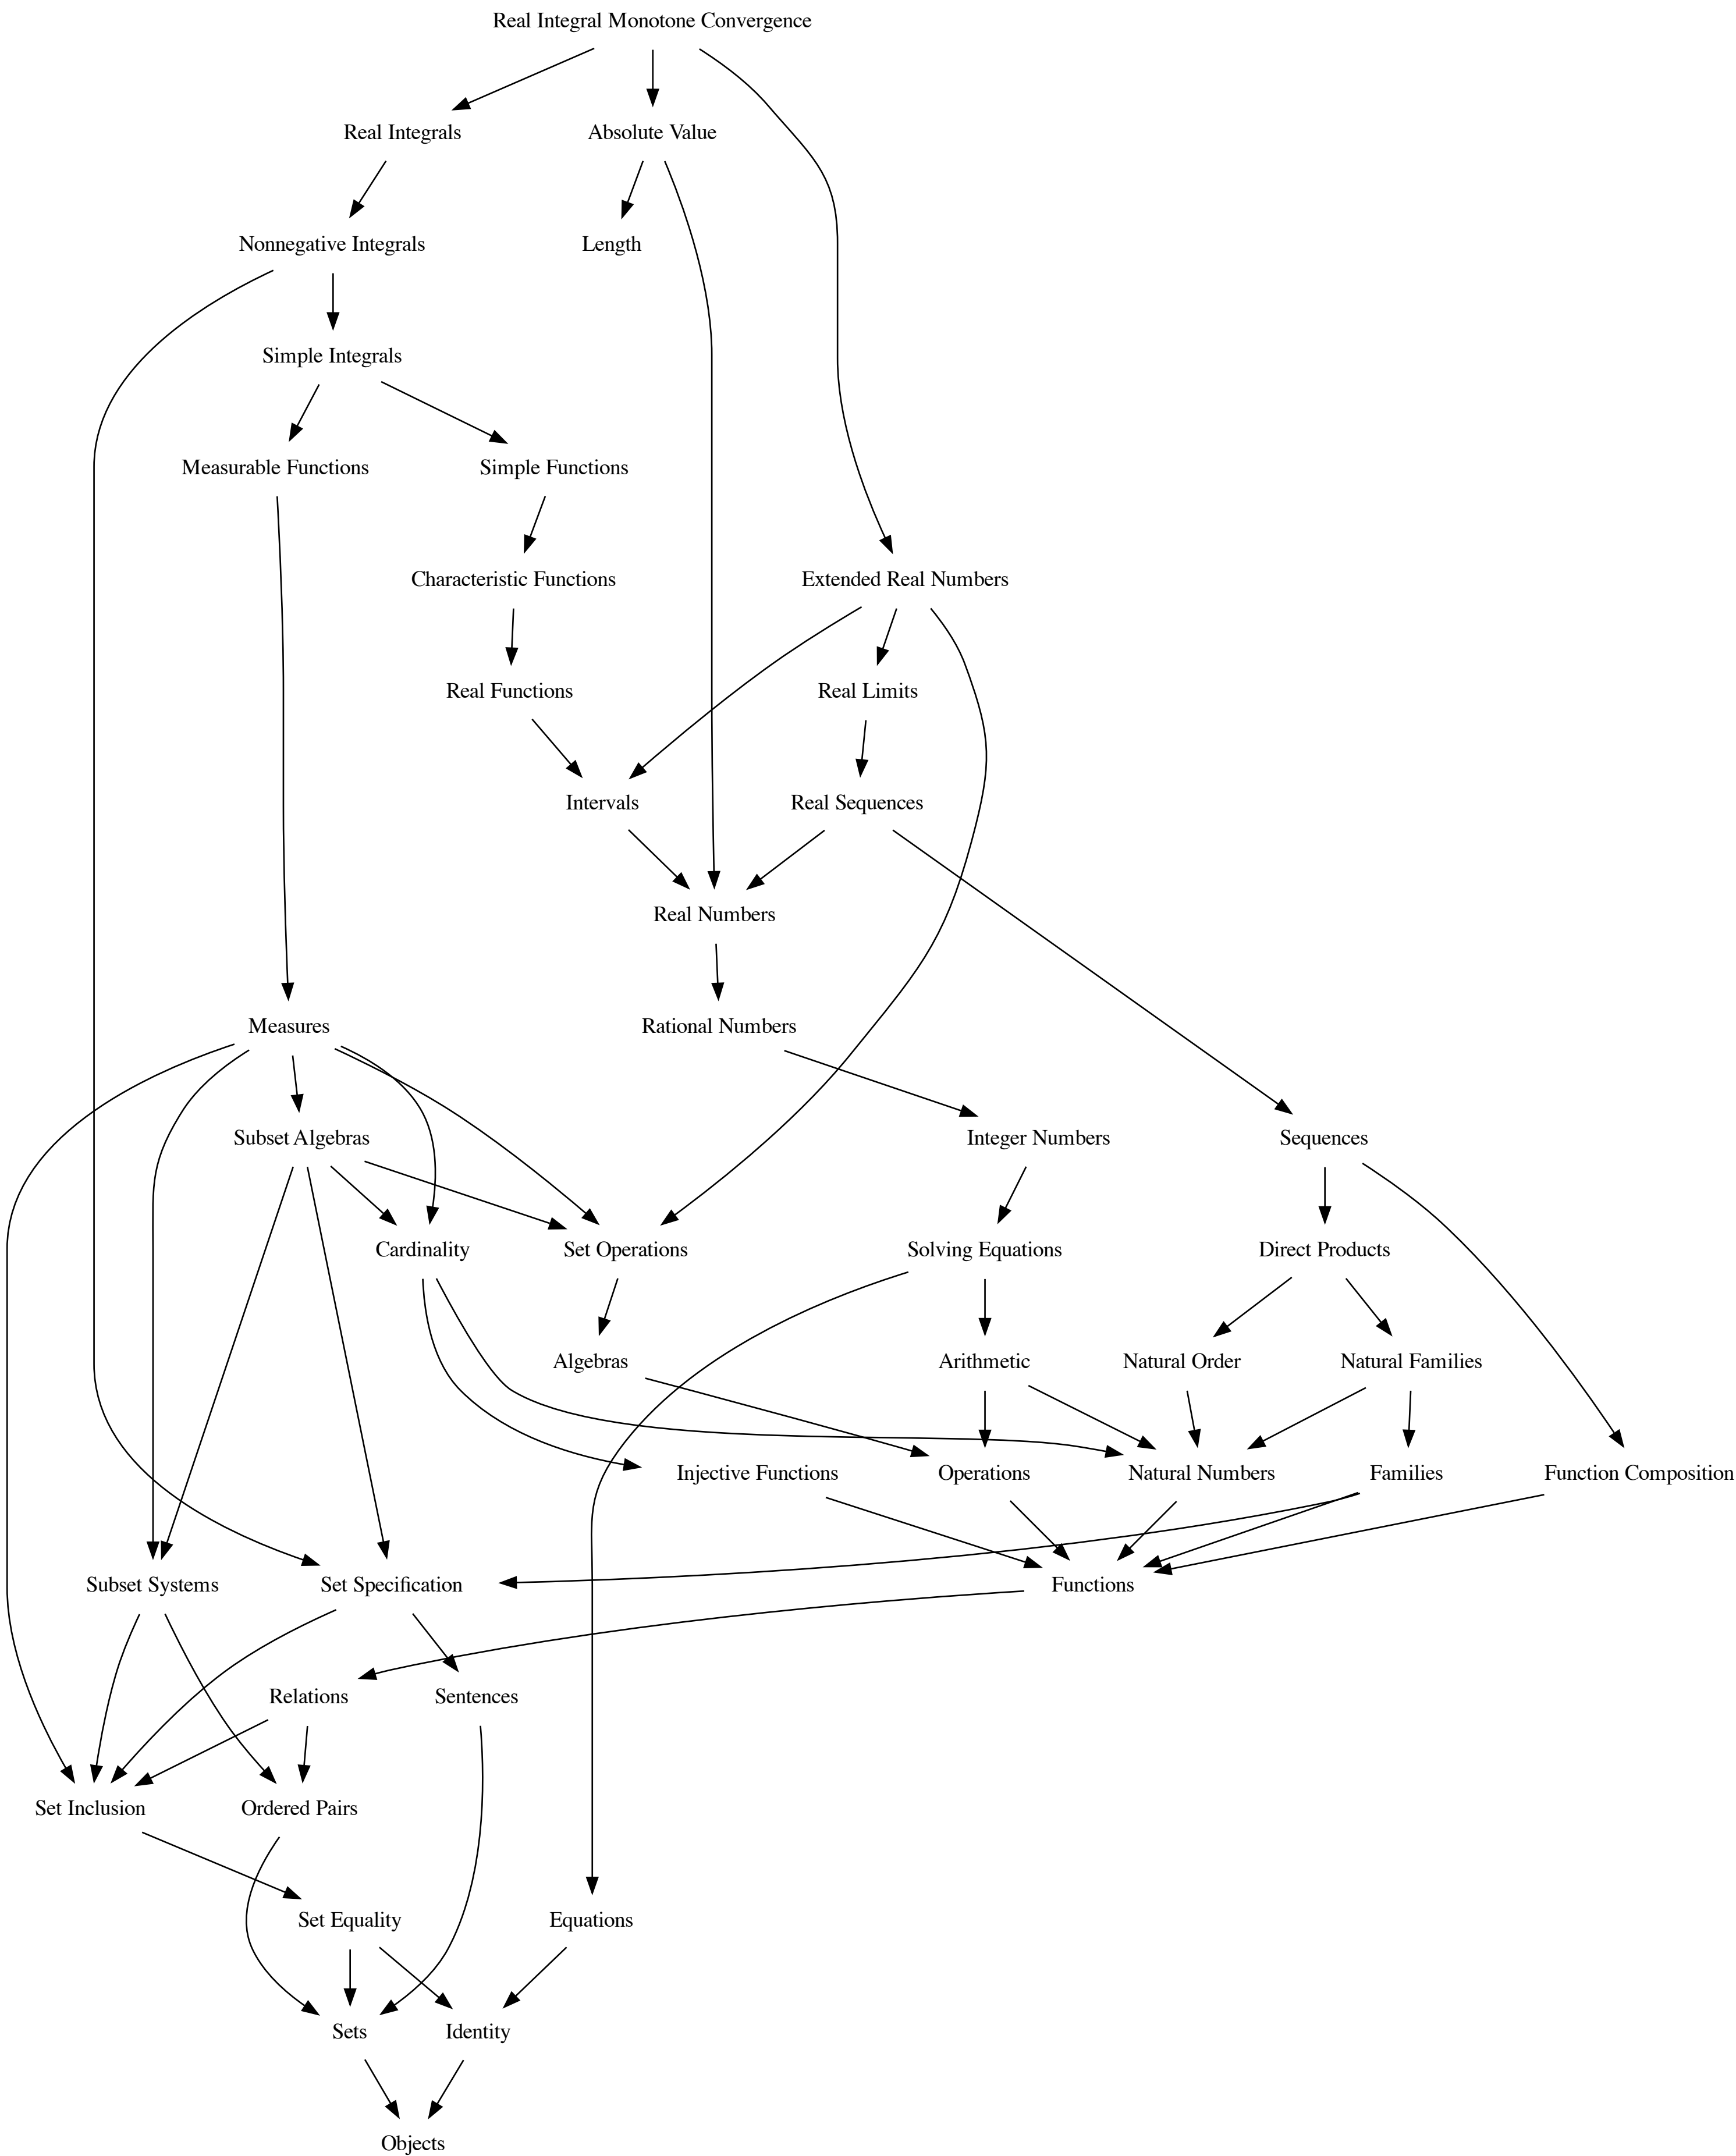 Real Integral Monotone Convergence
Real Integrals
Absolute Value
Nonnegative Integrals
Length
Simple Integrals
Measurable Functions
Simple Functions
Characteristic Functions
Extended Real Numbers
Real Functions
Real Limits
Intervals
Real Sequences
Real Numbers
Measures
Rational Numbers
Subset Algebras
Integer Numbers
Sequences
Cardinality
Set Operations
Solving Equations
Direct Products
Algebras
Arithmetic
Natural Order
Natural Families
Injective Functions
Operations
Natural Numbers
Families
Function Composition
Subset Systems
Set Specification
Functions
Relations
Sentences
Set Inclusion
Ordered Pairs
Set Equality
Equations
Sets
Identity
Objects